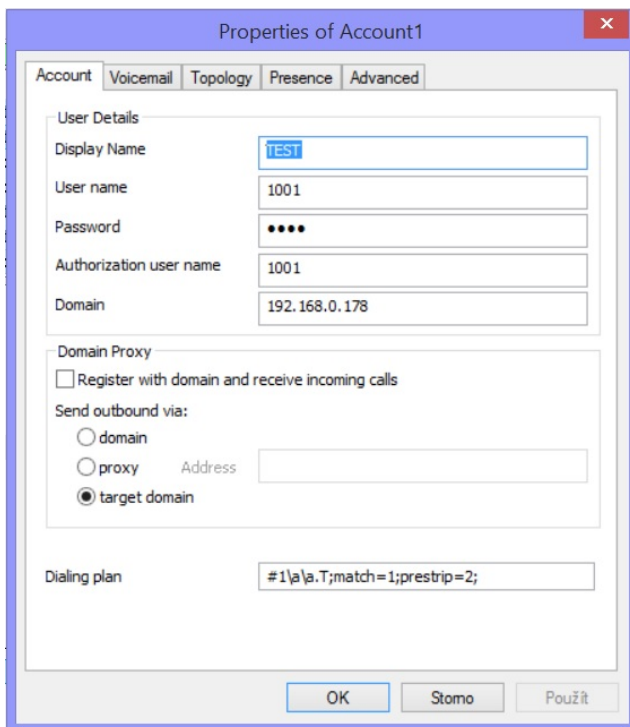 Properties of Account1
x
Account Voicemail Topology Presence Advanced
User Details
Display Name TEST
User name 1001
Password ••••
Authorization user name 1001
Domain 192.168.0.178
Domain Proxy
Register with domain and receive incoming calls
Send outbound via:
domain
proxy Address
target domain
Dialing plan #1\a\a.T;match=1;prestrip=2;
OK Storno Použít